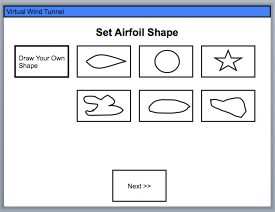 Virtual Wind Tunnel
Set Airfoil Shape
Draw Your Own
Shape
Next >>